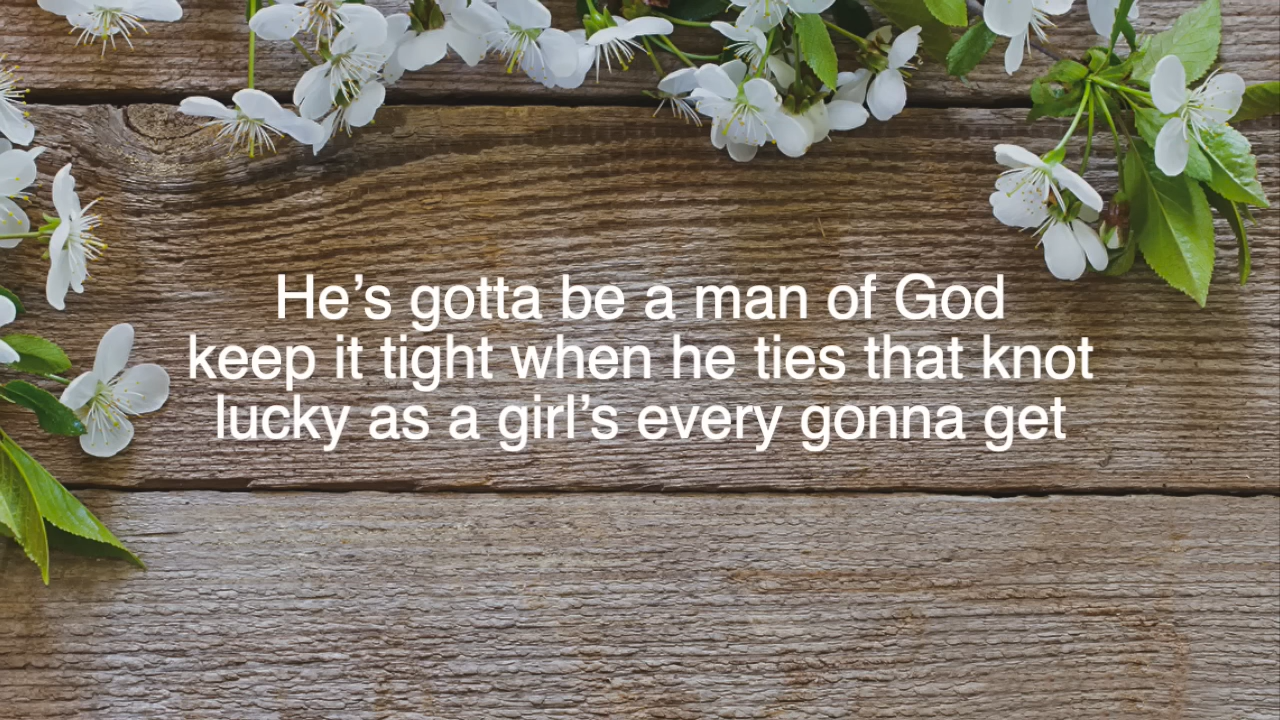 He’s gotta be a man of God
keep it tight when he ties that knot
lucky as a girl’s every gonna get